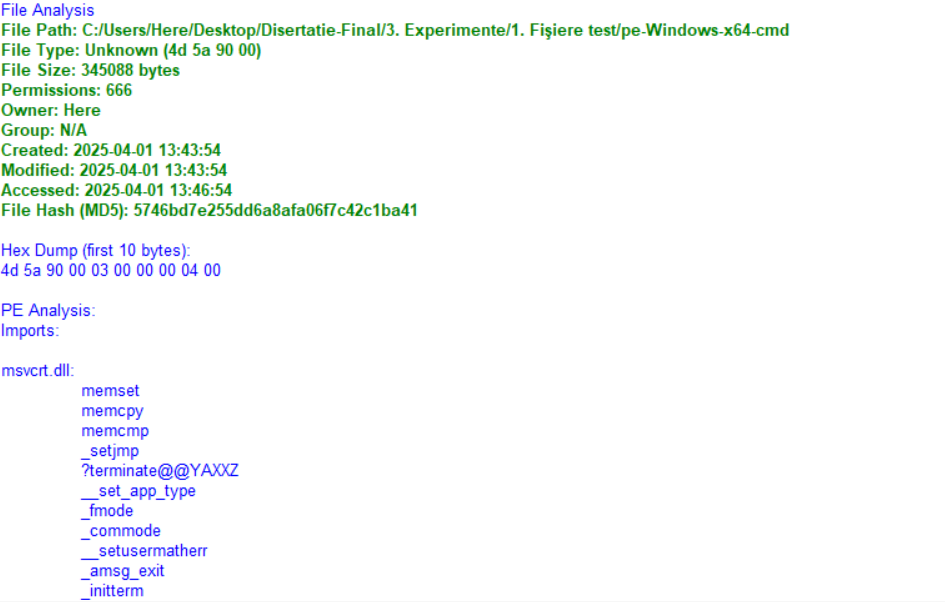 File Analysis
File Path: C:/Users/Here/Desktop/Disertatie-Final/3. Experimente/1. Fişiere test/pe-Windows-x64-cmd
File Type: Unknown (4d 5a 90 00)
File Size: 345088 bytes
Permissions: 666
Owner: Here
Group: N/A
Created: 2025-04-01 13:43:54
Modified: 2025-04-01 13:43:54
Accessed: 2025-04-01 13:46:54
File Hash (MD5): 5746bd7e255dd6a8afa06f7c42c1ba41
Hex Dump (first 10 bytes):
4d 5a 90 00 03 00 00 00 04 00
PE Analysis:
Imports:
msvcrt.dll:
memset
memcpy
memcmp
_setjmp
?terminate@@YAXXZ
__set_app_type
_fmode
_commode
__setusermatherr
_amsg_exit
_initterm